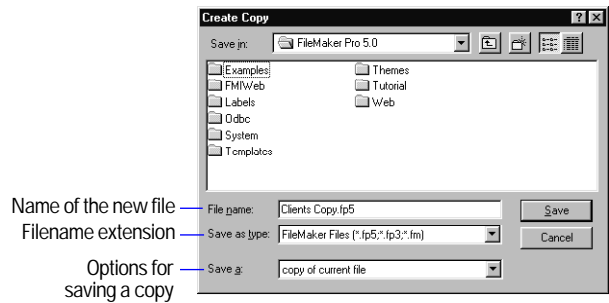 Create Copy
Save in:
FileMaker Pro 5.0
Examples
FMIWeb
Labels
Odbc
System
Templates
Themes
Tutorial
Web
Name of the new file
File name:
Clients Copy.fp5
Save
Filename extension
Save as type:
FileMaker Files (*.fp5;*.fp3;*.fm)
Cancel
Options for
saving a copy
Save a:
copy of current file